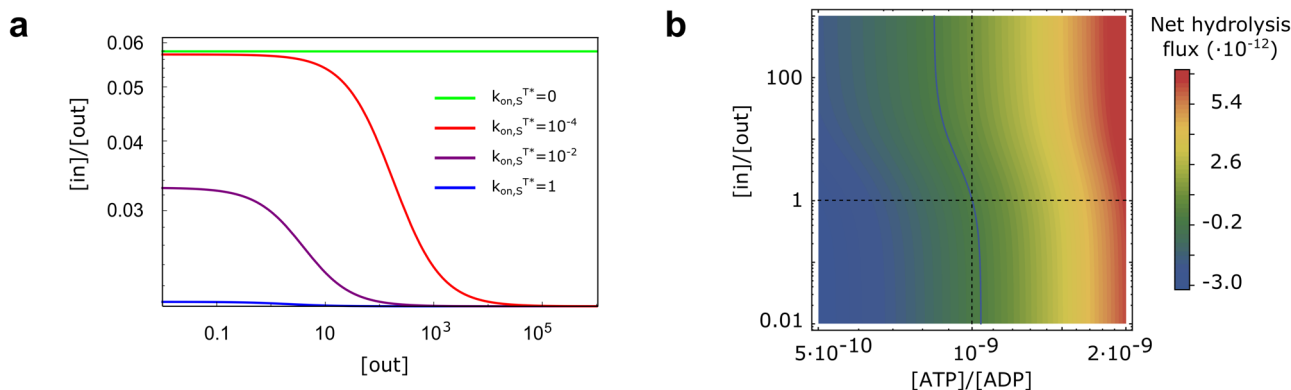 a
0.06
0.05
0.04
0.03
[in]/[out]
k_on,S^T*=0
k_on,S^T*=10^-4
k_on,S^T*=10^-2
k_on,S^T*=1
0.1
10
10^3
10^5
[out]
b
100
1
0.01
[in]/[out]
5·10^-10
10^-9
2·10^-9
[ATP]/[ADP]
Net hydrolysis
flux (·10^-12)
5.4
2.6
-0.2
-3.0